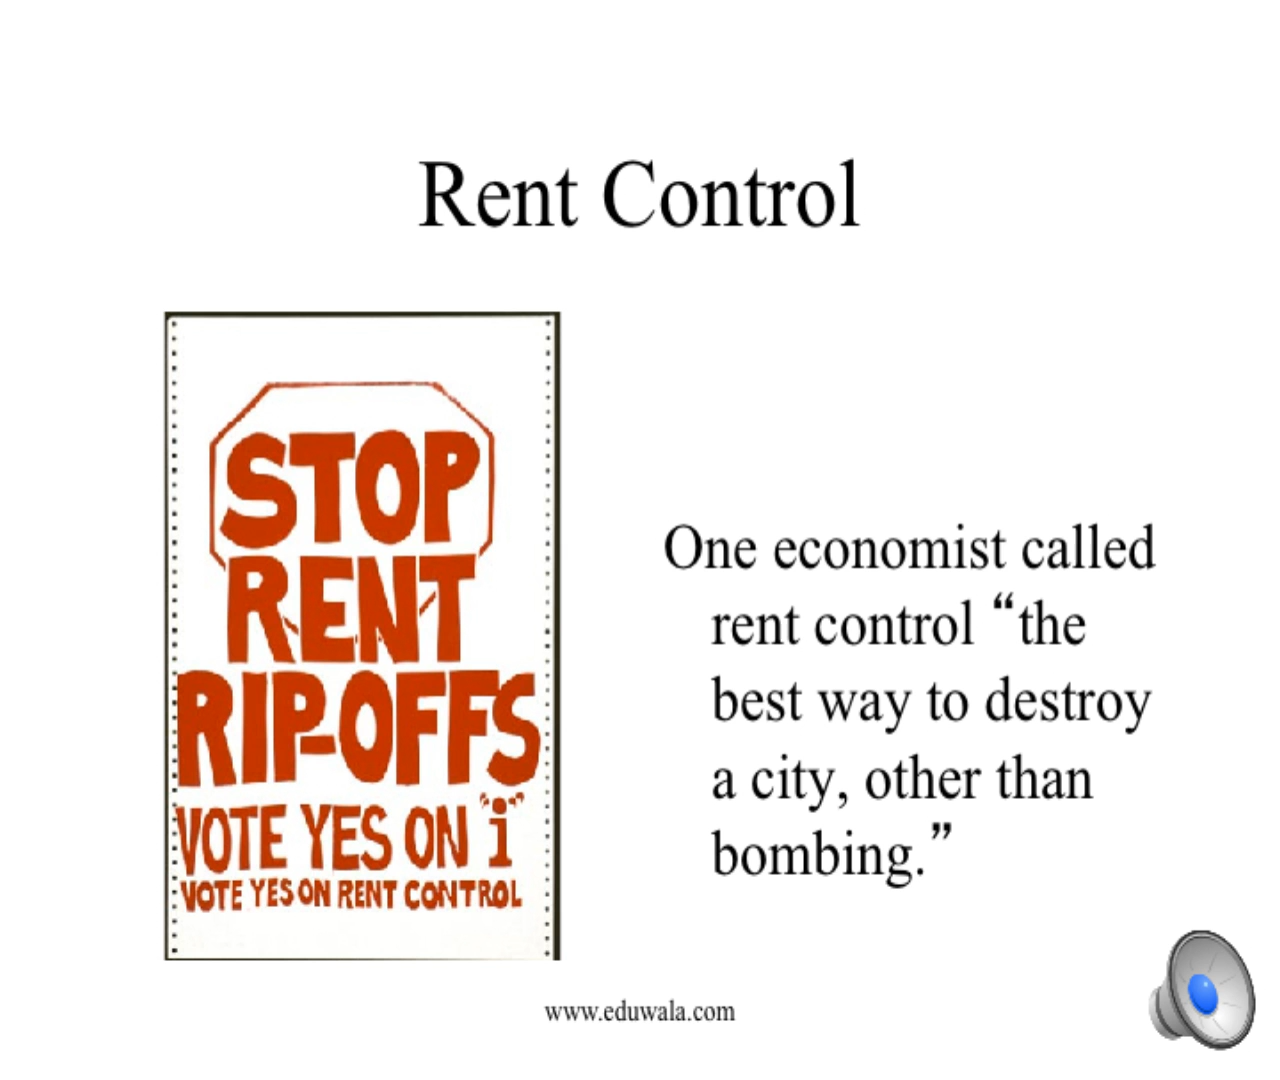 Rent Control
STOP
RENT
RIP-OFFS
VOTE YES ON "i"
VOTE YES ON RENT CONTROL
One economist called
rent control “the
best way to destroy
a city, other than
bombing.”
www.eduwala.com